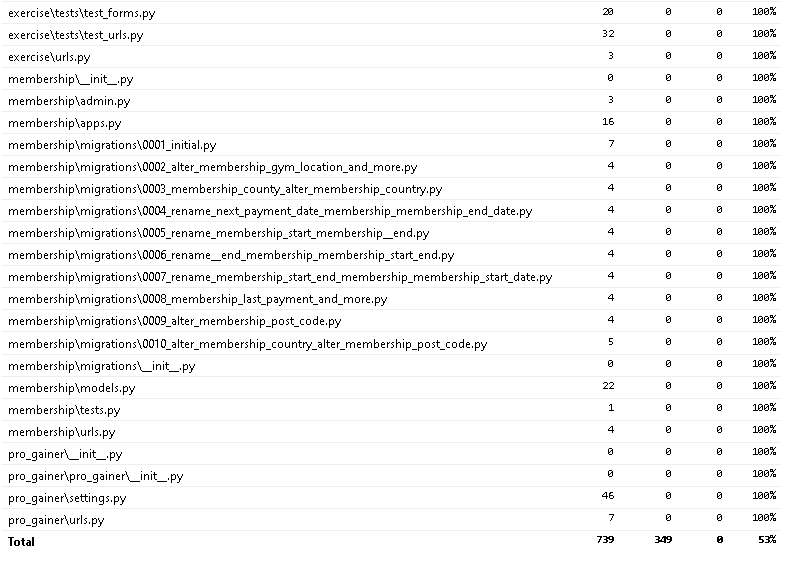 exercise\tests\test_forms.py 20 0 0 100%
exercise\tests\test_urls.py 32 0 0 100%
exercise\urls.py 3 0 0 100%
membership\__init__.py 0 0 0 100%
membership\admin.py 3 0 0 100%
membership\apps.py 16 0 0 100%
membership\migrations\0001_initial.py 7 0 0 100%
membership\migrations\0002_alter_membership_gym_location_and_more.py 4 0 0 100%
membership\migrations\0003_membership_county_alter_membership_country.py 4 0 0 100%
membership\migrations\0004_rename_next_payment_date_membership_membership_end_date.py 4 0 0 100%
membership\migrations\0005_rename_membership_start_membership__end.py 4 0 0 100%
membership\migrations\0006_rename__end_membership_membership_start_end.py 4 0 0 100%
membership\migrations\0007_rename_membership_start_end_membership_membership_start_date.py 4 0 0 100%
membership\migrations\0008_membership_last_payment_and_more.py 4 0 0 100%
membership\migrations\0009_alter_membership_post_code.py 4 0 0 100%
membership\migrations\0010_alter_membership_country_alter_membership_post_code.py 5 0 0 100%
membership\migrations\__init__.py 0 0 0 100%
membership\models.py 22 0 0 100%
membership\tests.py 1 0 0 100%
membership\urls.py 4 0 0 100%
pro_gainer\__init__.py 0 0 0 100%
pro_gainer\pro_gainer\__init__.py 0 0 0 100%
pro_gainer\settings.py 46 0 0 100%
pro_gainer\urls.py 7 0 0 100%
Total 739 349 0 53%